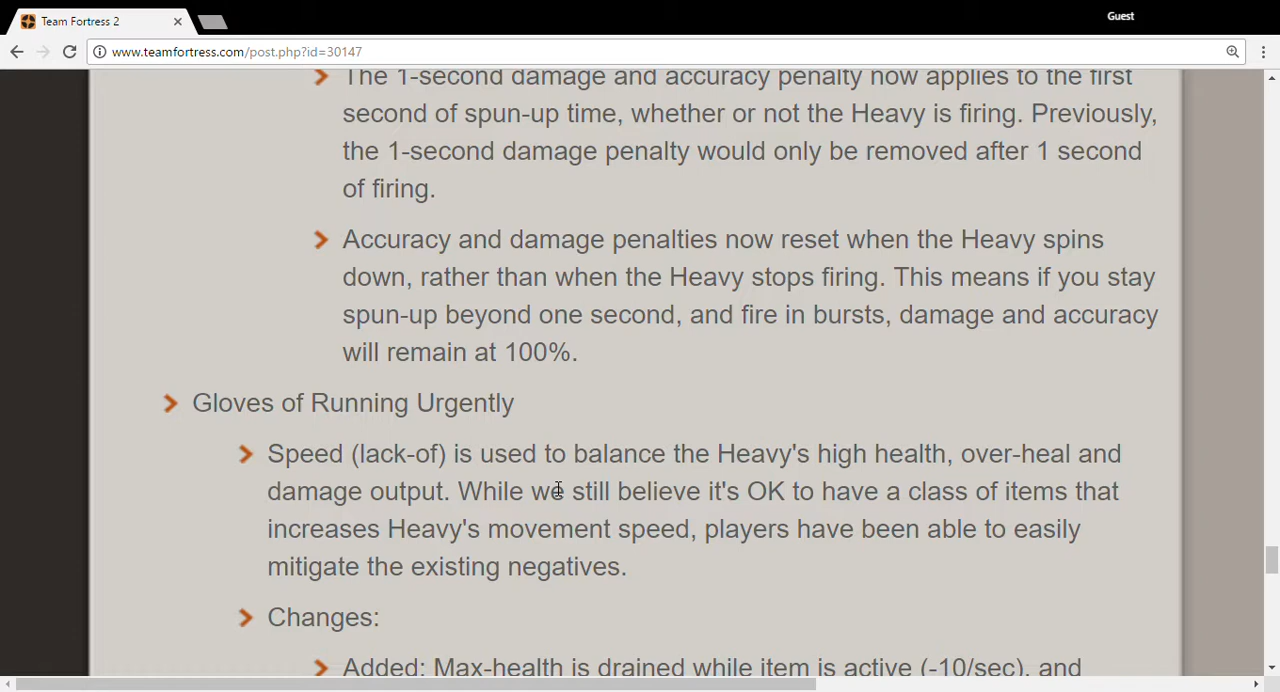 Team Fortress 2
Guest
www.teamfortress.com/post.php?id=30147
The 1-second damage and accuracy penalty now applies to the first
second of spun-up time, whether or not the Heavy is firing. Previously,
the 1-second damage penalty would only be removed after 1 second
of firing.
Accuracy and damage penalties now reset when the Heavy spins
down, rather than when the Heavy stops firing. This means if you stay
spun-up beyond one second, and fire in bursts, damage and accuracy
will remain at 100%.
Gloves of Running Urgently
Speed (lack-of) is used to balance the Heavy's high health, over-heal and
damage output. While we still believe it's OK to have a class of items that
increases Heavy's movement speed, players have been able to easily
mitigate the existing negatives.
Changes:
Added: Max-health is drained while item is active (-10/sec), and